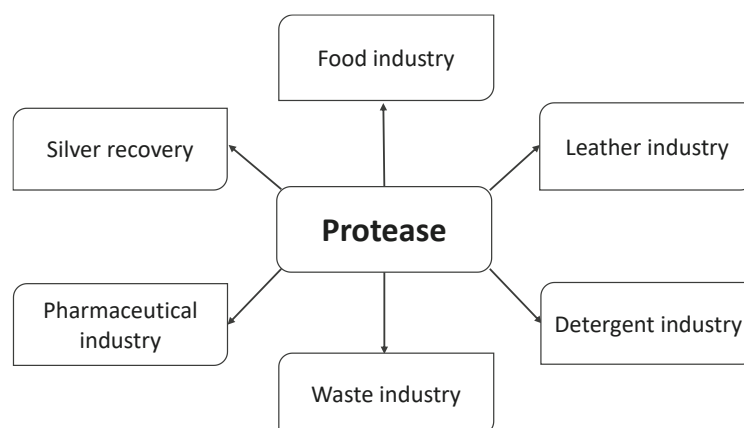 Food industry
Silver recovery
Leather industry
Protease
Pharmaceutical
industry
Detergent industry
Waste industry